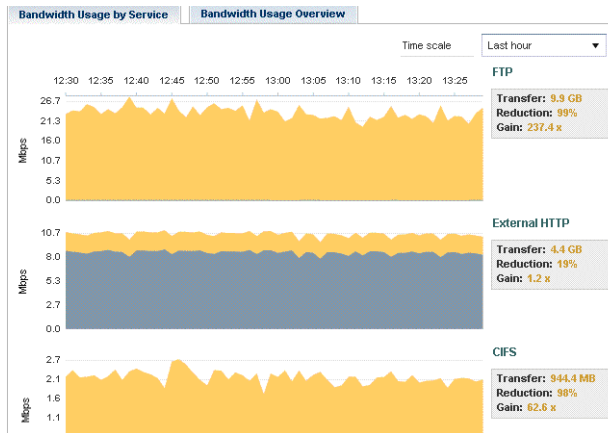 Bandwidth Usage by Service
Bandwidth Usage Overview
Time scale
Last hour
12:30 12:35 12:40 12:45 12:50 12:55 13:00 13:05 13:10 13:15 13:20 13:25
Mbps
26.7
21.3
16.0
10.7
5.3
0.0
FTP
Transfer: 9.9 GB
Reduction: 99%
Gain: 237.4 x
Mbps
10.7
8.0
5.3
2.7
0.0
External HTTP
Transfer: 4.4 GB
Reduction: 19%
Gain: 1.2 x
Mbps
2.7
2.1
1.6
1.1
CIFS
Transfer: 944.4 MB
Reduction: 98%
Gain: 62.6 x